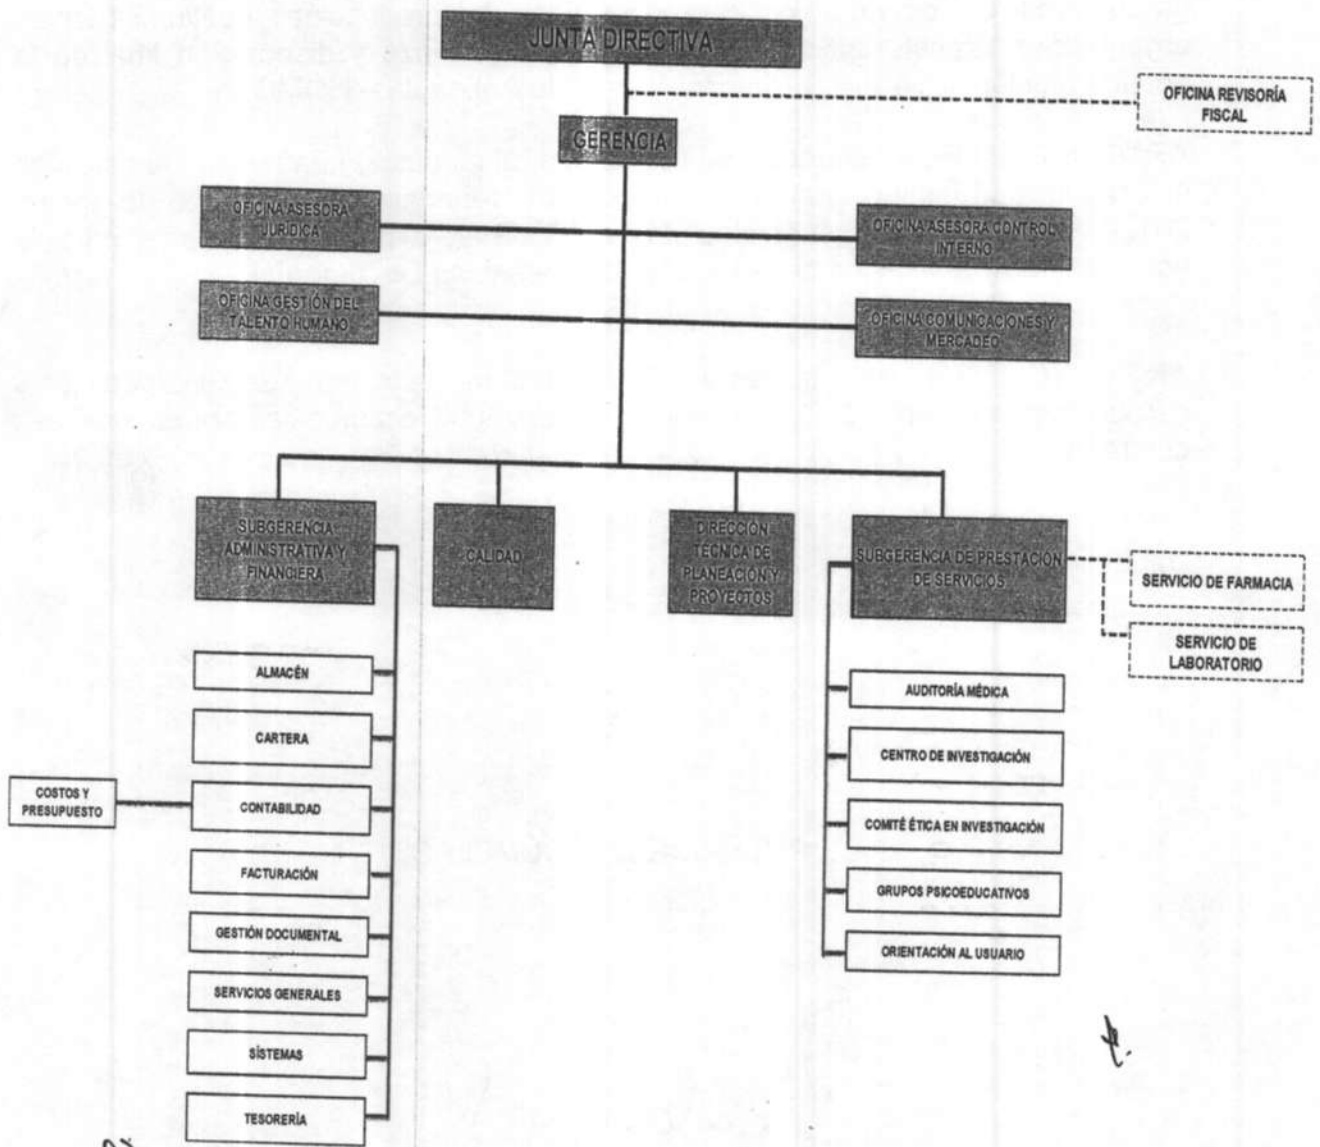 JUNTA DIRECTIVA
OFICINA REVISORÍA
FISCAL
GERENCIA
OFICINA ASESORA
JURÍDICA
OFICINA ASESORA CONTROL
INTERNO
OFICINA GESTIÓN DEL
TALENTO HUMANO
OFICINA COMUNICACIONES Y
MERCADEO
SUBGERENCIA
ADMINISTRATIVA Y
FINANCIERA
CALIDAD
DIRECCIÓN
TÉCNICA DE
PLANEACIÓN Y
PROYECTOS
SUBGERENCIA DE PRESTACIÓN
DE SERVICIOS
SERVICIO DE FARMACIA
SERVICIO DE
LABORATORIO
ALMACÉN
CARTERA
COSTOS Y
PRESUPUESTO
CONTABILIDAD
FACTURACIÓN
GESTIÓN DOCUMENTAL
SERVICIOS GENERALES
SÍSTEMAS
TESORERÍA
AUDITORÍA MÉDICA
CENTRO DE INVESTIGACIÓN
COMITÉ ÉTICA EN INVESTIGACIÓN
GRUPOS PSICOEDUCATIVOS
ORIENTACIÓN AL USUARIO